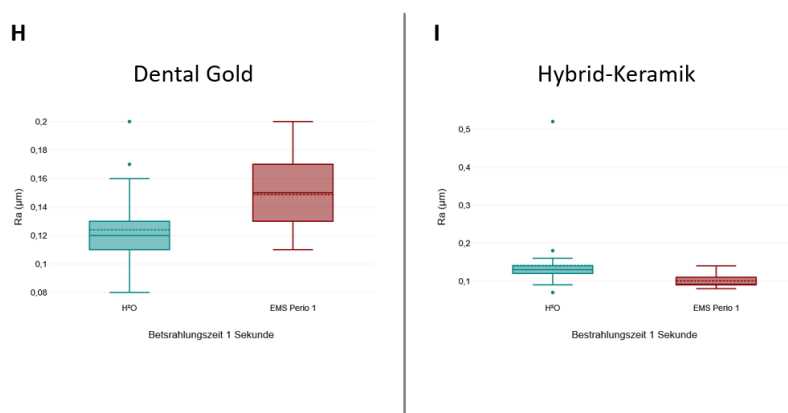 H
Dental Gold
0,2
0,18
0,16
0,14
0,12
0,1
0,08
Ra (µm)
H²O
EMS Perio 1
Betsrahlungszeit 1 Sekunde
I
Hybrid-Keramik
0,5
0,4
0,3
0,2
0,1
Ra (µm)
H²O
EMS Perio 1
Bestrahlungszeit 1 Sekunde